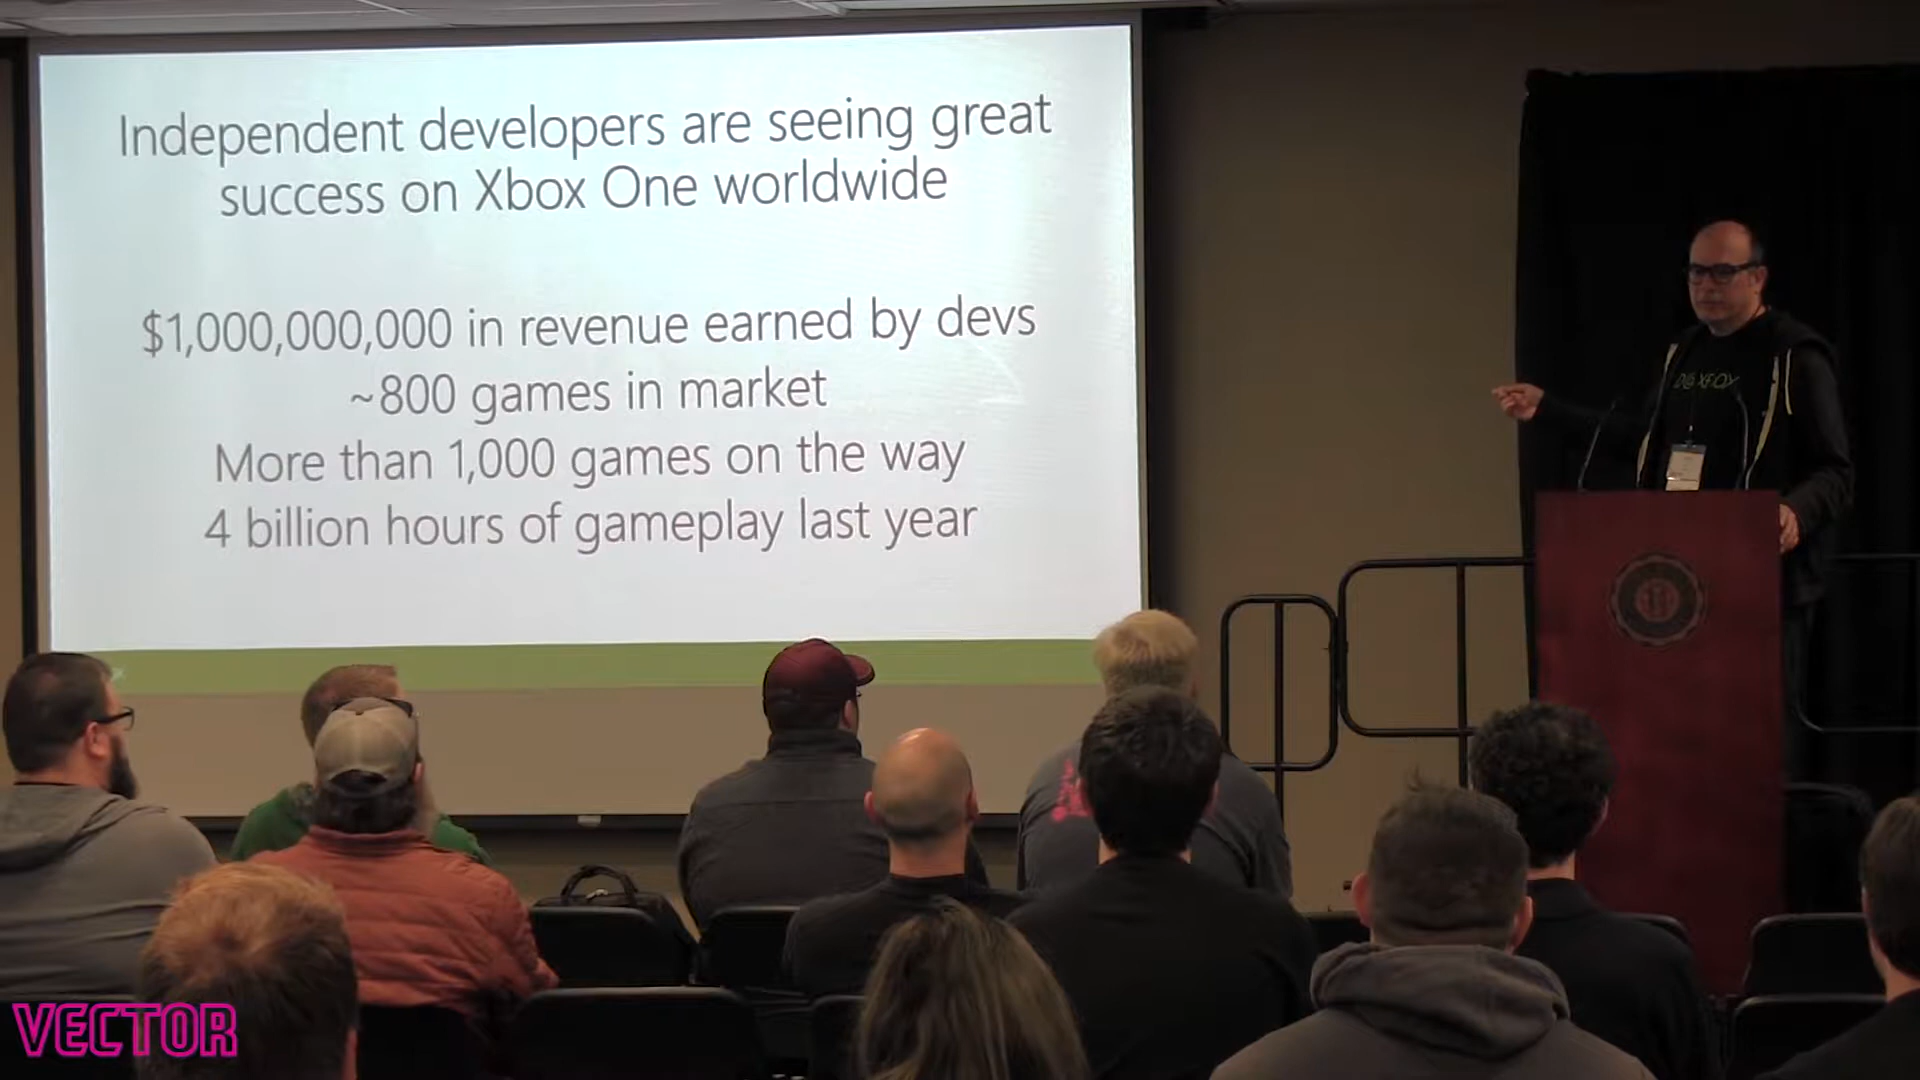 Independent developers are seeing great
success on Xbox One worldwide
$1,000,000,000 in revenue earned by devs
~800 games in market
More than 1,000 games on the way
4 billion hours of gameplay last year
VECTOR